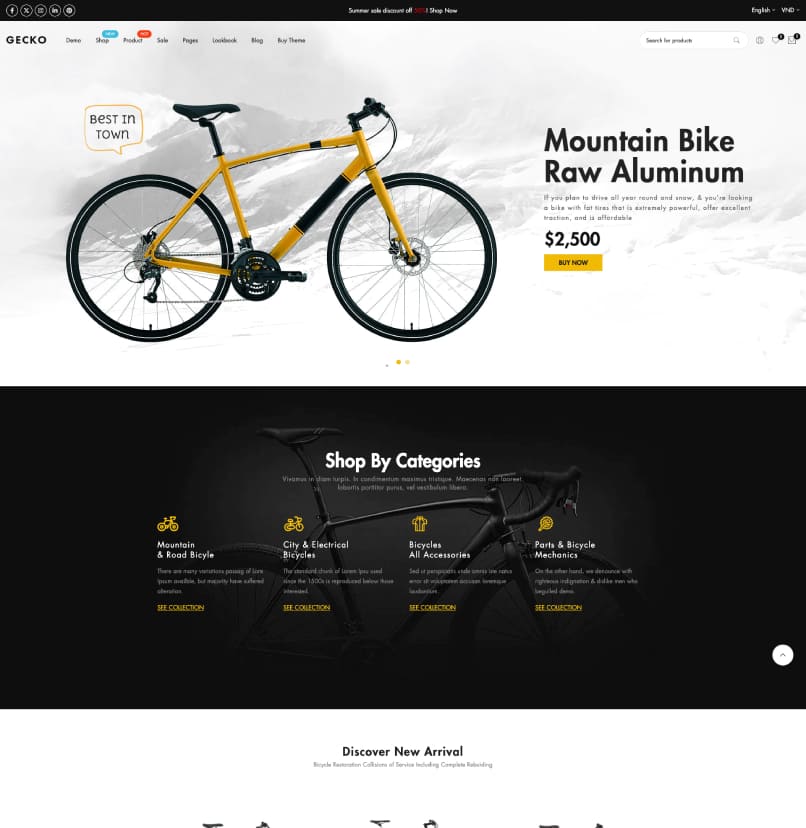 Summer sale discount off 50%! Shop Now
English
VND
GECKO
Demo
Shop
NEW
Product
HOT
Sale
Pages
Lookbook
Blog
Buy Theme
Search for products
0
0
BEST IN
TOWN
Mountain Bike
Raw Aluminum
If you plan to drive all year round and snow, & you're looking
a bike with fat tires that is extremely powerful, offer excellent
traction, and is affordable
$2,500
BUY NOW
Shop By Categories
Vivamus in diam turpis. In condimentum maximus tristique. Maecenas non laoreet
lobortis porttitor purus, vel vestibulum libero.
Mountain
& Road Bicyle
There are many variations passag of Lore
Ipsum availble, but majority have suffered
alteration.
SEE COLLECTION
City & Electrical
Bicycles
The standard chunk of Lorem Ipsu used
since the 1500s is reproduced below those
interested.
SEE COLLECTION
Bicycles
All Accessories
Sed ut perspiciatis unde omnis iste natus
error sit voluptatem accusan loremque
laudantium.
SEE COLLECTION
Parts & Bicycle
Mechanics
On the other hand, we denounce with
righteous indignation & dislike men who
beguiled demo.
SEE COLLECTION
Discover New Arrival
Bicycle Restoration Collisions of Service Including Complete Rebuiding